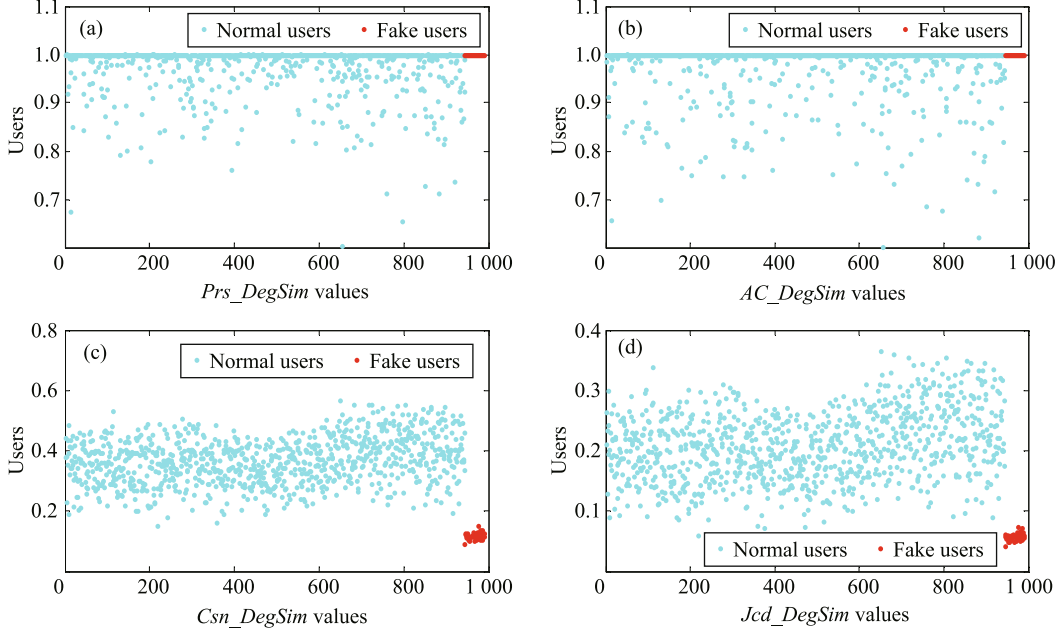 (a)
Normal users
Fake users
Users
1.1
1.0
0.9
0.8
0.7
0
200
400
600
800
1 000
Prs_DegSim values
(b)
Normal users
Fake users
Users
1.1
1.0
0.9
0.8
0.7
0
200
400
600
800
1 000
AC_DegSim values
(c)
Normal users
Fake users
Users
0.8
0.6
0.4
0.2
0
200
400
600
800
1 000
Csn_DegSim values
(d)
Normal users
Fake users
Users
0.4
0.3
0.2
0.1
0
200
400
600
800
1 000
Jcd_DegSim values